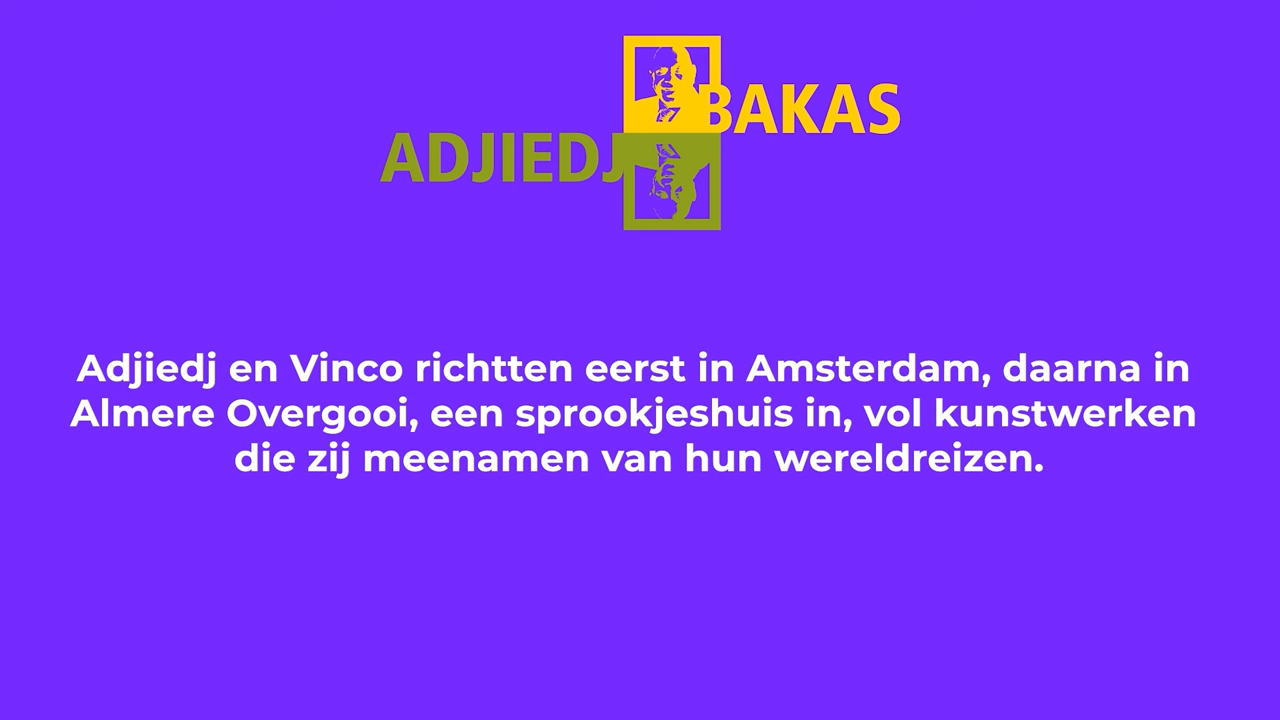 BAKAS
ADJIEDJ
Adjiedj en Vinco richtten eerst in Amsterdam, daarna in
Almere Overgooi, een sprookjeshuis in, vol kunstwerken
die zij meenamen van hun wereldreizen.